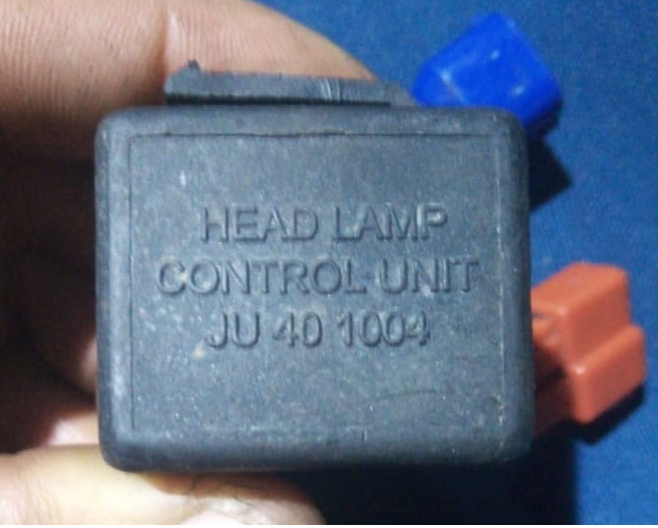 HEAD LAMP
CONTROL UNIT
JU 40 1004